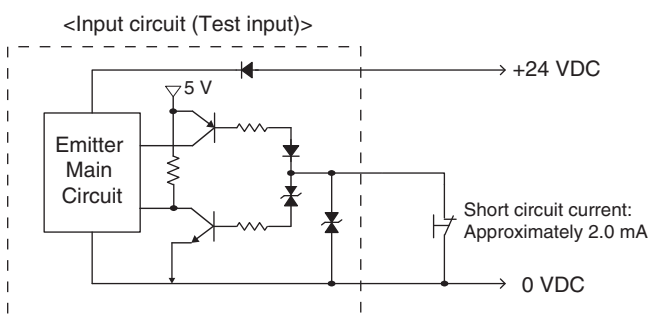 <Input circuit (Test input)>
+24 VDC
5 V
Emitter
Main
Circuit
Short circuit current:
Approximately 2.0 mA
0 VDC